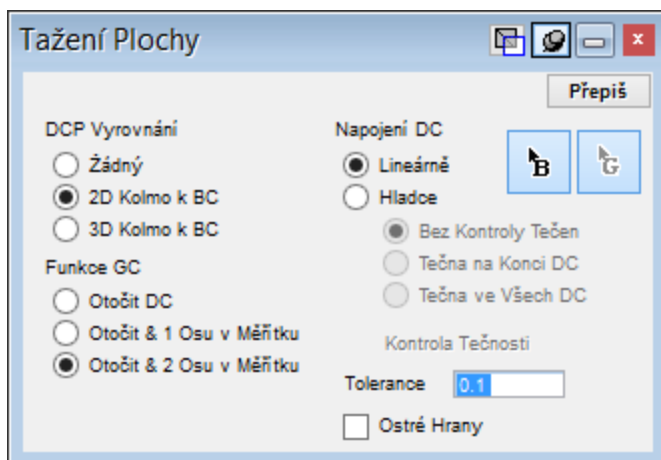 Tažení Plochy
Přepiš
DCP Vyrovnání
Žádný
2D Kolmo k BC
3D Kolmo k BC
Funkce GC
Otočit DC
Otočit & 1 Osu v Měřítku
Otočit & 2 Osu v Měřítku
Napojení DC
Lineárně
B
G
Hladce
Bez Kontroly Tečen
Tečna na Konci DC
Tečna ve Všech DC
Kontrola Tečnosti
Tolerance 0.1
Ostré Hrany